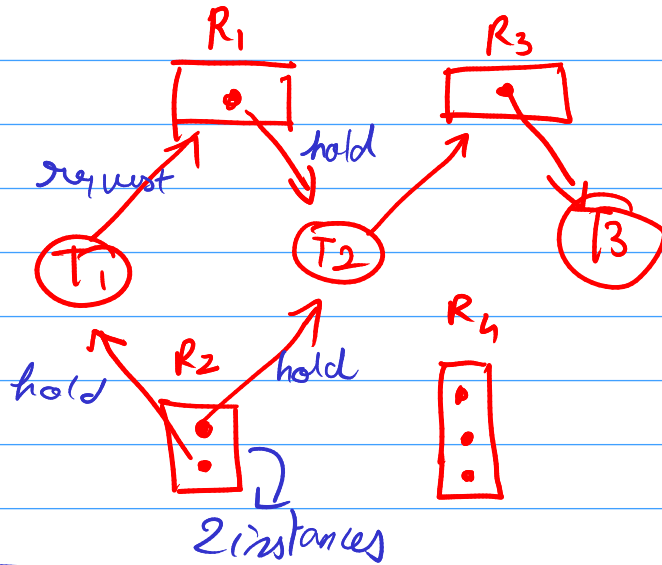 R1
R3
hold
request
T1
T2
T3
R2
R4
hold
hold
2 instances